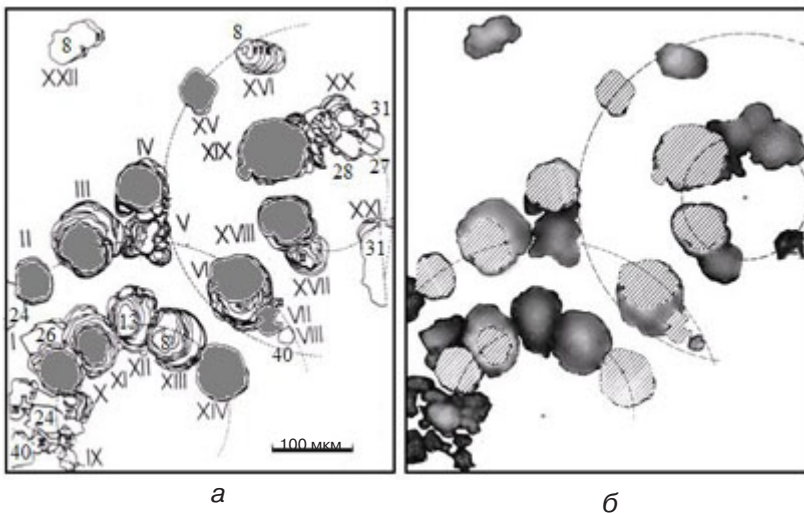 8
8
XXII
XVI
XX
XV
31
XIX
IV
28
27
III
V
XXI
II
XVIII
31
VI
XVII
24
VII
I
26
13
8
VIII
40
XI
XII
XIII
X
XIV
24
40
IX
100 мкм
а
б